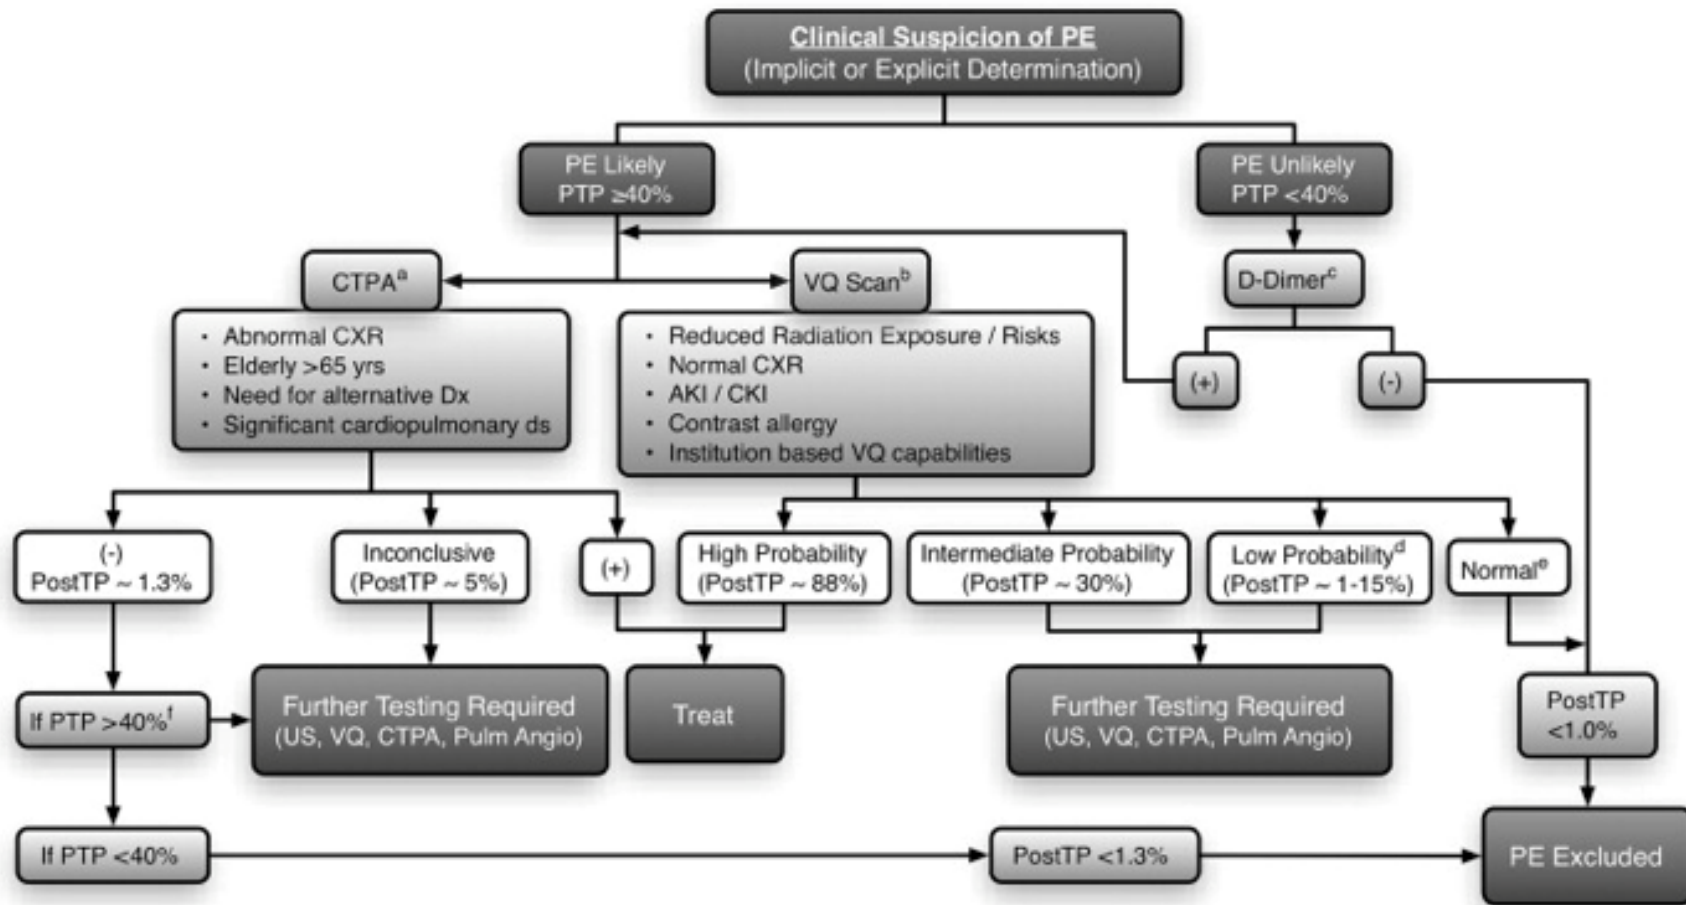 Clinical Suspicion of PE
(Implicit or Explicit Determination)
PE Likely
PTP ≥40%
PE Unlikely
PTP <40%
CTPAᵃ
VQ Scanᵇ
D-Dimerᶜ
• Abnormal CXR
• Elderly >65 yrs
• Need for alternative Dx
• Significant cardiopulmonary ds
• Reduced Radiation Exposure / Risks
• Normal CXR
• AKI / CKI
• Contrast allergy
• Institution based VQ capabilities
(+)
(-)
(-)
PostTP ~ 1.3%
Inconclusive
(PostTP ~ 5%)
(+)
High Probability
(PostTP ~ 88%)
Intermediate Probability
(PostTP ~ 30%)
Low Probabilityᵈ
(PostTP ~ 1-15%)
Normalᵉ
If PTP >40%ᶠ
Further Testing Required
(US, VQ, CTPA, Pulm Angio)
Treat
Further Testing Required
(US, VQ, CTPA, Pulm Angio)
PostTP
<1.0%
If PTP <40%
PostTP <1.3%
PE Excluded